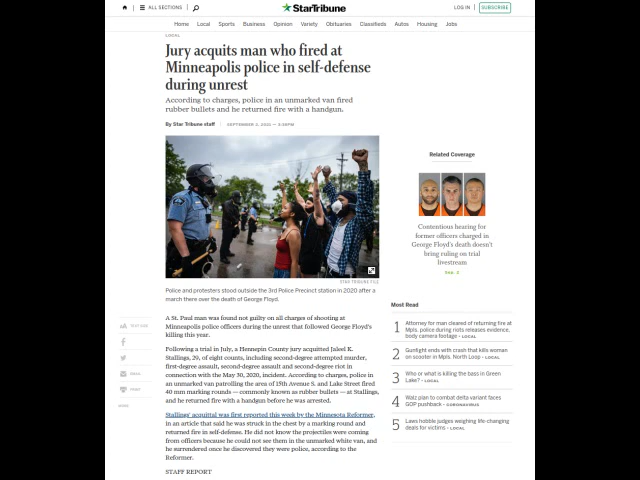 ALL SECTIONS
StarTribune
LOG IN
SUBSCRIBE
Home Local Sports Business Opinion Variety Obituaries Classifieds Autos Housing Jobs
LOCAL
Jury acquits man who fired at
Minneapolis police in self-defense
during unrest
According to charges, police in an unmarked van fired
rubber bullets and he returned fire with a handgun.
By Star Tribune staff
STAR TRIBUNE FILE
Police and protesters stood outside the 3rd Police Precinct station in 2020 after a
march there over the death of George Floyd.
A St. Paul man was found not guilty on all charges of shooting at
Minneapolis police officers during the unrest that followed George Floyd's
killing this year.
Following a trial in July, a Hennepin County jury acquitted Jaleel K.
Stallings, 29, of eight counts, including second-degree attempted murder,
first-degree assault, second-degree assault and second-degree riot in
connection with the May 30, 2020, incident. According to charges, police in
an unmarked van patrolling the area of 15th Avenue S. and Lake Street fired
40 mm marking rounds — commonly known as rubber bullets — at Stallings,
and he returned fire with a handgun before he was arrested.
Stallings' acquittal was first reported this week by the Minnesota Reformer,
in an article that said he was struck in the chest by a marking round and
returned fire in self-defense. He did not know the projectiles were coming
from officers because he could not see them in the unmarked white van, and
he surrendered once he discovered they were police, according to the
Reformer.
STAFF REPORT
Related Coverage
Contentious hearing for
former officers charged in
George Floyd's death doesn't
bring ruling on trial
livestream
Most Read
1 Attorney for man cleared of returning fire at
Mpls. police during riots releases evidence,
body camera footage • LOCAL
2 Gunlight ends with crash that kills woman
on scooter in Mpls. North Loop • LOCAL
3 Who or what is killing the bass in Green
Lake? • LOCAL
4 Walz plan to combat delta variant faces
GOP pushback • CORONAVIRUS
5 Laws hobble judges weighing life-changing
deals for victims • LOCAL